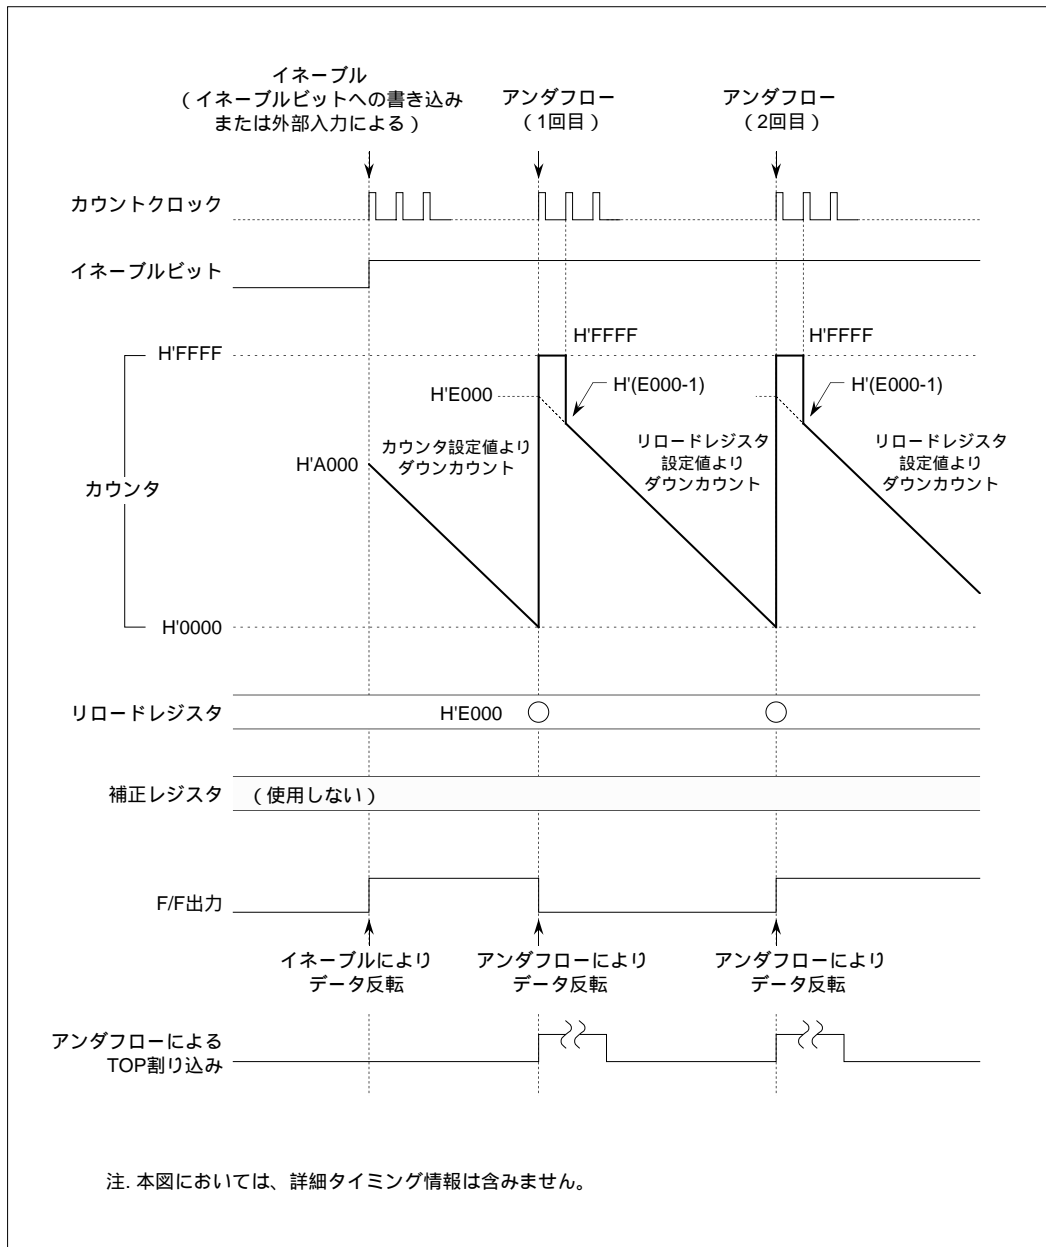 イネーブル
（イネーブルビットへの書き込み
または外部入力による）
アンダフロー
（1回目）
アンダフロー
（2回目）
カウントクロック
イネーブルビット
H'FFFF
H'FFFF
H'FFFF
H'E000
H'(E000-1)
H'(E000-1)
カウンタ設定値より
ダウンカウント
リロードレジスタ
設定値より
ダウンカウント
リロードレジスタ
設定値より
ダウンカウント
H'A000
カウンタ
H'0000
リロードレジスタ
H'E000
補正レジスタ
（使用しない）
F/F出力
イネーブルにより
データ反転
アンダフローにより
データ反転
アンダフローにより
データ反転
アンダフローによる
TOP割り込み
注. 本図においては、詳細タイミング情報は含みません。